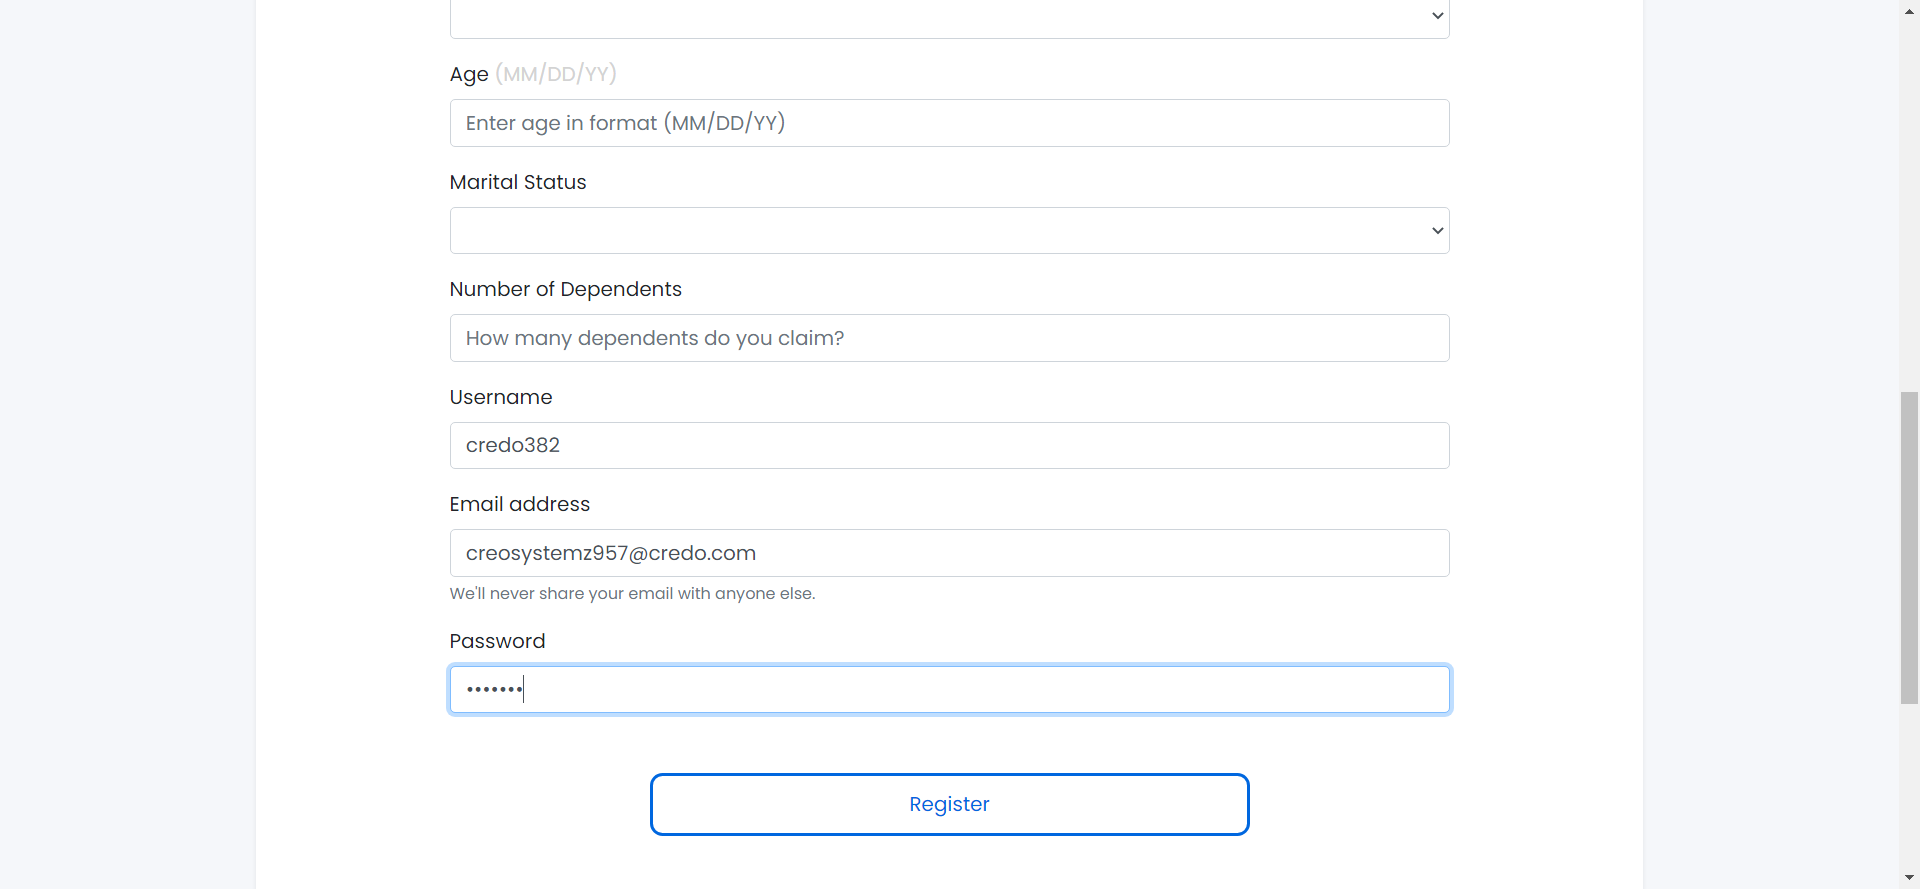 Age (MM/DD/YY)
Enter age in format (MM/DD/YY)
Marital Status
Number of Dependents
How many dependents do you claim?
Username
credo382
Email address
creosystemz957@credo.com
We'll never share your email with anyone else.
Password
•••••••
Register